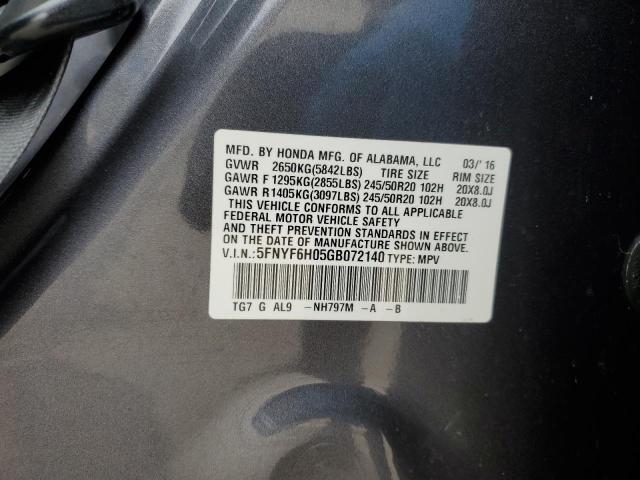 MFD. BY HONDA MFG. OF ALABAMA, LLC 03/'16
GVWR 2650KG(5842LBS) TIRE SIZE RIM SIZE
GAWR F 1295KG(2855LBS) 245/50R20 102H 20X8.0J
GAWR R1405KG(3097LBS) 245/50R20 102H 20X8.0J
THIS VEHICLE CONFORMS TO ALL APPLICABLE
FEDERAL MOTOR VEHICLE SAFETY
AND THEFT PREVENTION STANDARDS IN EFFECT
ON THE DATE OF MANUFACTURE SHOWN ABOVE.
V.I.N.: 5FNYF6H05GB072140 TYPE: MPV
TG7 G AL9 -NH797M -A -B